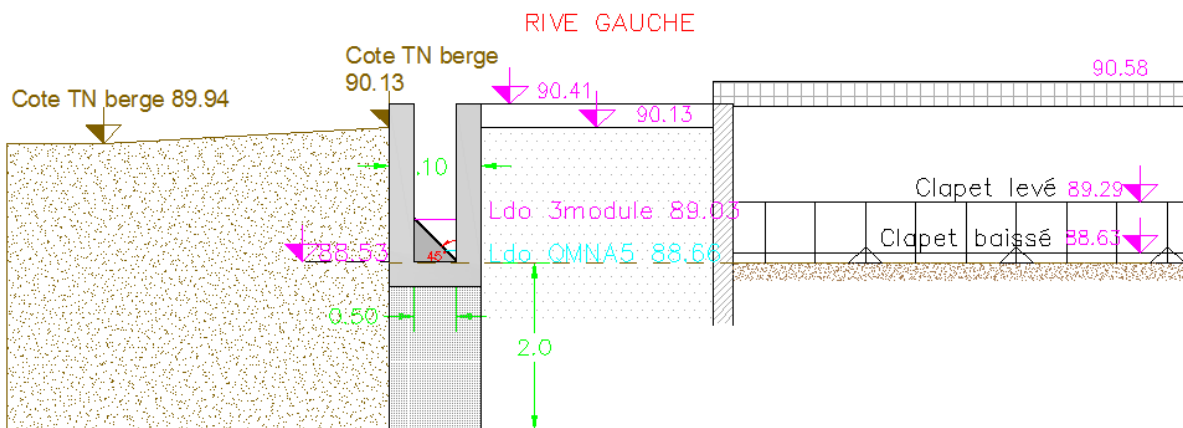 RIVE GAUCHE
Cote TN berge
90.13
Cote TN berge 89.94
90.58
90.41
90.13
.10
Clapet levé 89.29
Ldo 3module 89.03
Clapet baissé 88.63
88.53
45°
Ldo QMNA5 88.66
0.50
2.0